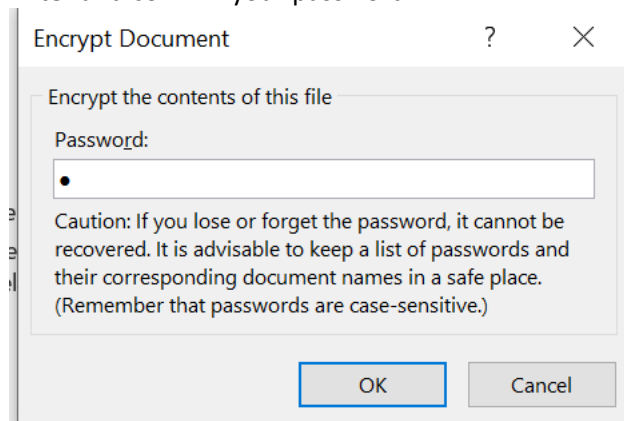 your
Encrypt Document ? ×
Encrypt the contents of this file
Password:
●
Caution: If you lose or forget the password, it cannot be
recovered. It is advisable to keep a list of passwords and
their corresponding document names in a safe place.
(Remember that passwords are case-sensitive.)
OK Cancel